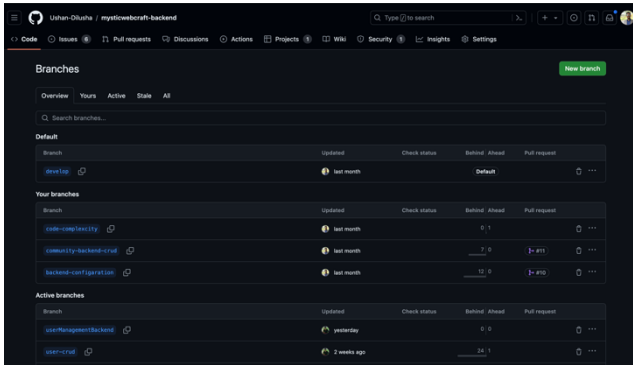 Ushan-Dilusha / mysticwebcraft-backend
Type / to search
Code Issues 6 Pull requests Discussions Actions Projects 1 Wiki Security 1 Insights Settings
Branches
New branch
Overview Yours Active Stale All
Search branches...
Default
Branch Updated Check status Behind Ahead Pull request
develop last month Default
Your branches
Branch Updated Check status Behind Ahead Pull request
code-complescity last month 0 1
community-backend-crud last month 7 0 #11
backend-configaration last month 12 0 #10
Active branches
Branch Updated Check status Behind Ahead Pull request
userManagementBackend yesterday 0 0
user-crud 2 weeks ago 24 1